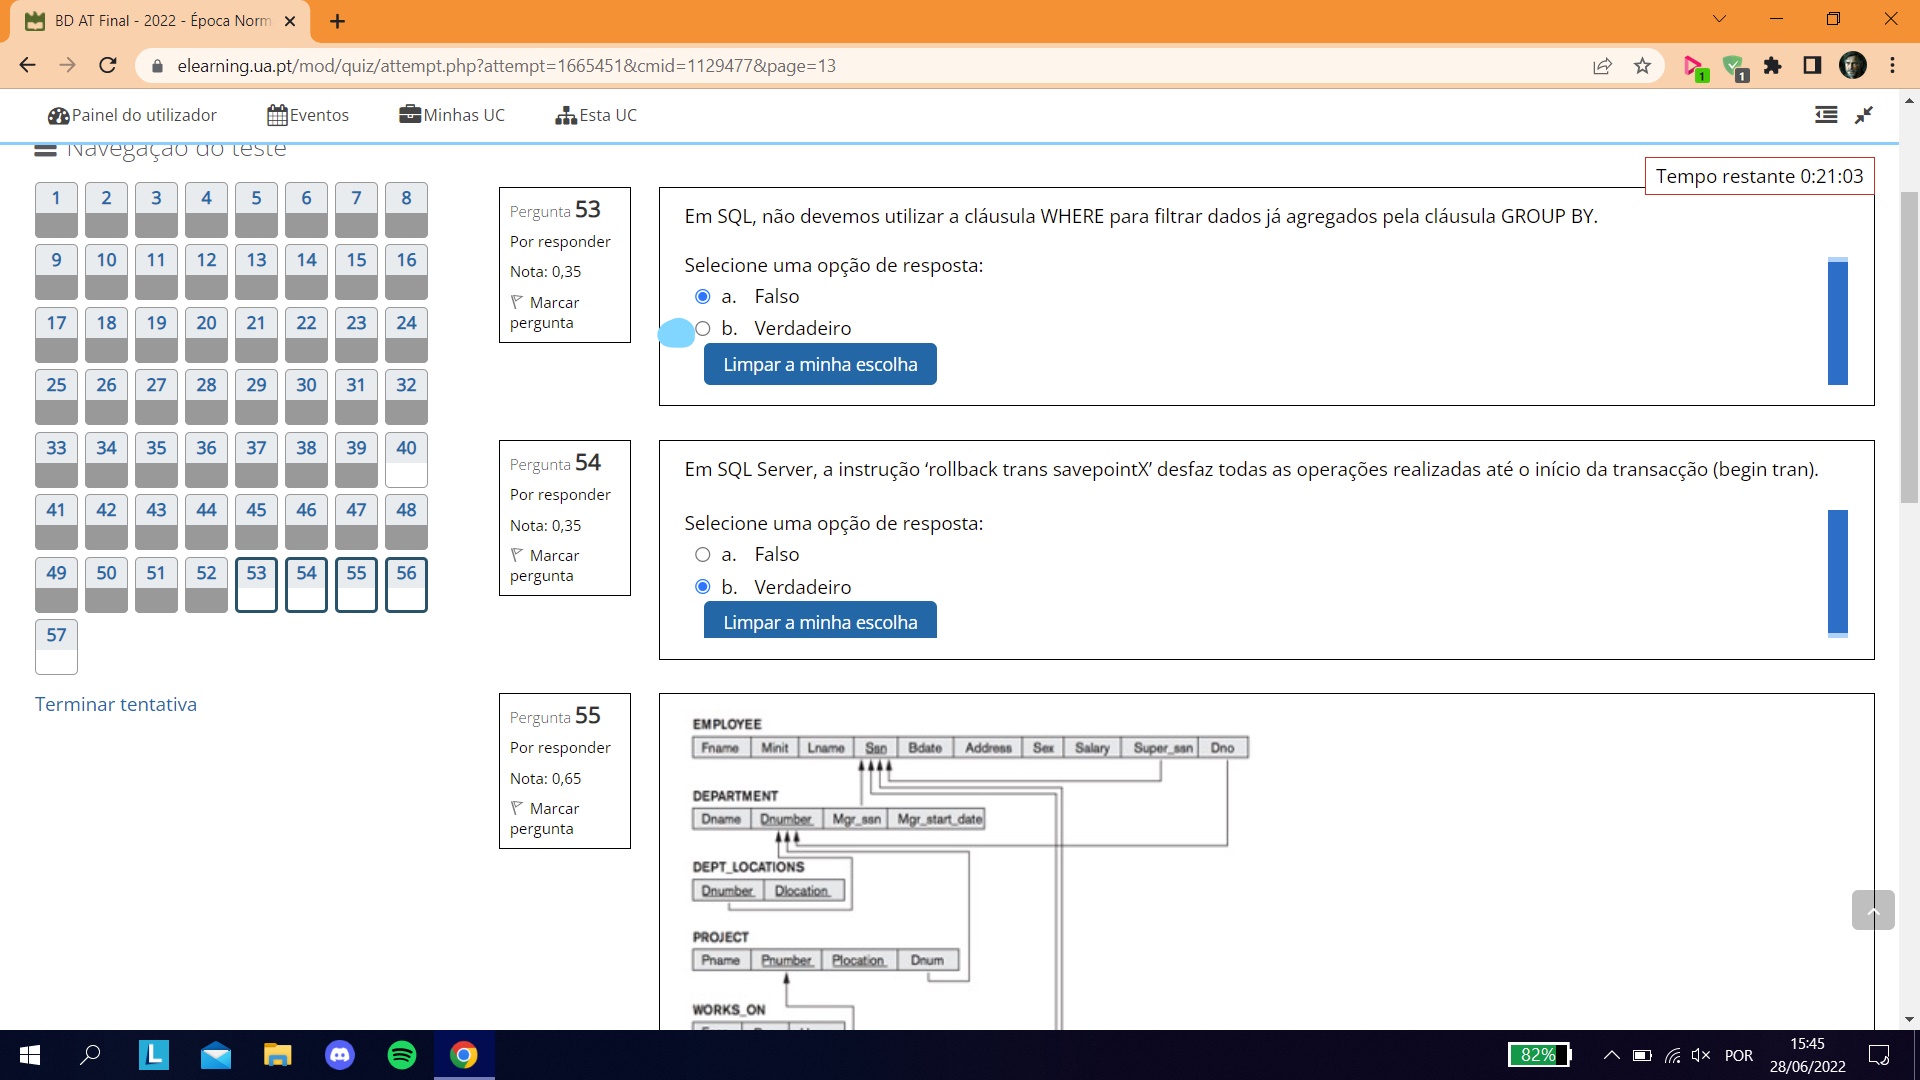 BD AT Final - 2022 - Época Norm
elearning.ua.pt/mod/quiz/attempt.php?attempt=1665451&cmid=1129477&page=13
1
1
Painel do utilizador
Eventos
Minhas UC
Esta UC
Navegação do teste
1 2 3 4 5 6 7 8
9 10 11 12 13 14 15 16
17 18 19 20 21 22 23 24
25 26 27 28 29 30 31 32
33 34 35 36 37 38 39 40
41 42 43 44 45 46 47 48
49 50 51 52 53 54 55 56
57
Terminar tentativa
Tempo restante 0:21:03
Pergunta 53
Por responder
Nota: 0,35
Marcar
pergunta
Em SQL, não devemos utilizar a cláusula WHERE para filtrar dados já agregados pela cláusula GROUP BY.
Selecione uma opção de resposta:
a. Falso
b. Verdadeiro
Limpar a minha escolha
Pergunta 54
Por responder
Nota: 0,35
Marcar
pergunta
Em SQL Server, a instrução ‘rollback trans savepointX’ desfaz todas as operações realizadas até o início da transacção (begin tran).
Selecione uma opção de resposta:
a. Falso
b. Verdadeiro
Limpar a minha escolha
Pergunta 55
Por responder
Nota: 0,65
Marcar
pergunta
EMPLOYEE
Fname Minit Lname Ssn Bdate Address Sex Salary Super_ssn Dno
DEPARTMENT
Dname Dnumber Mgr_ssn Mgr_start_date
DEPT_LOCATIONS
Dnumber Dlocation
PROJECT
Pname Pnumber Plocation Dnum
WORKS_ON
L
82%
POR
15:45
28/06/2022